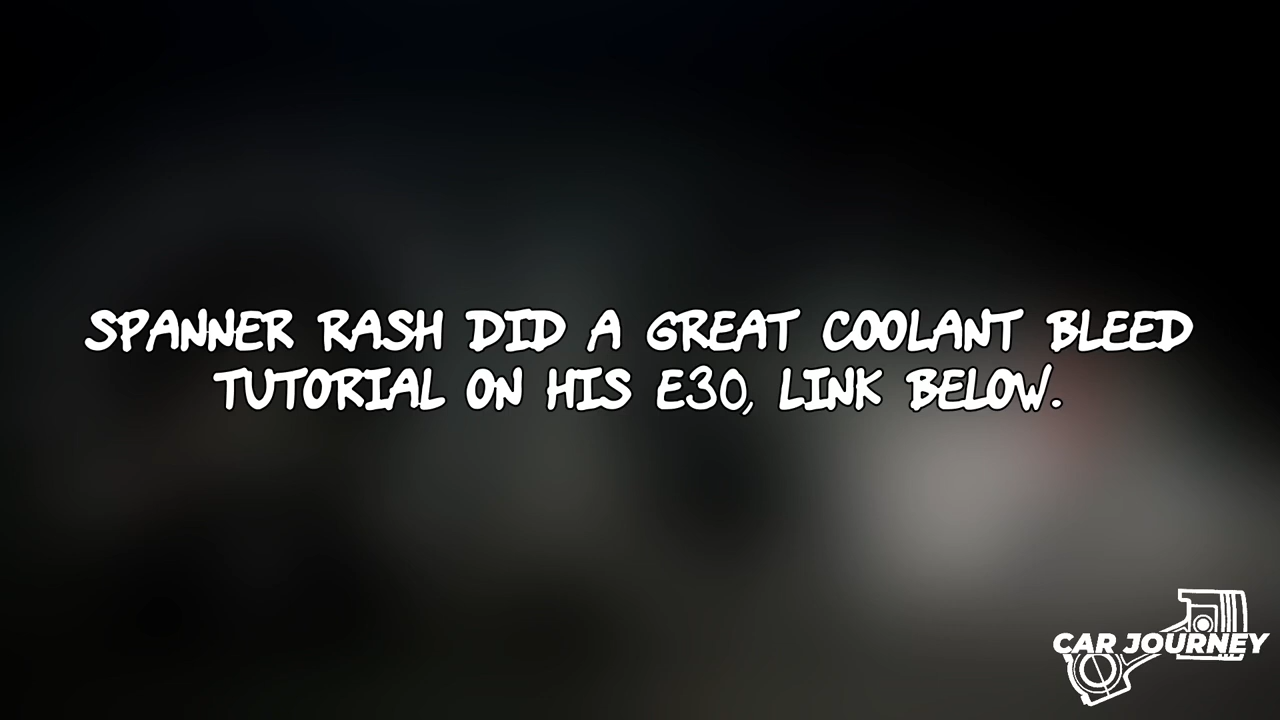 SPANNER RASH DID A GREAT COOLANT BLEED
TUTORIAL ON HIS E30, LINK BELOW.
CAR JOURNEY